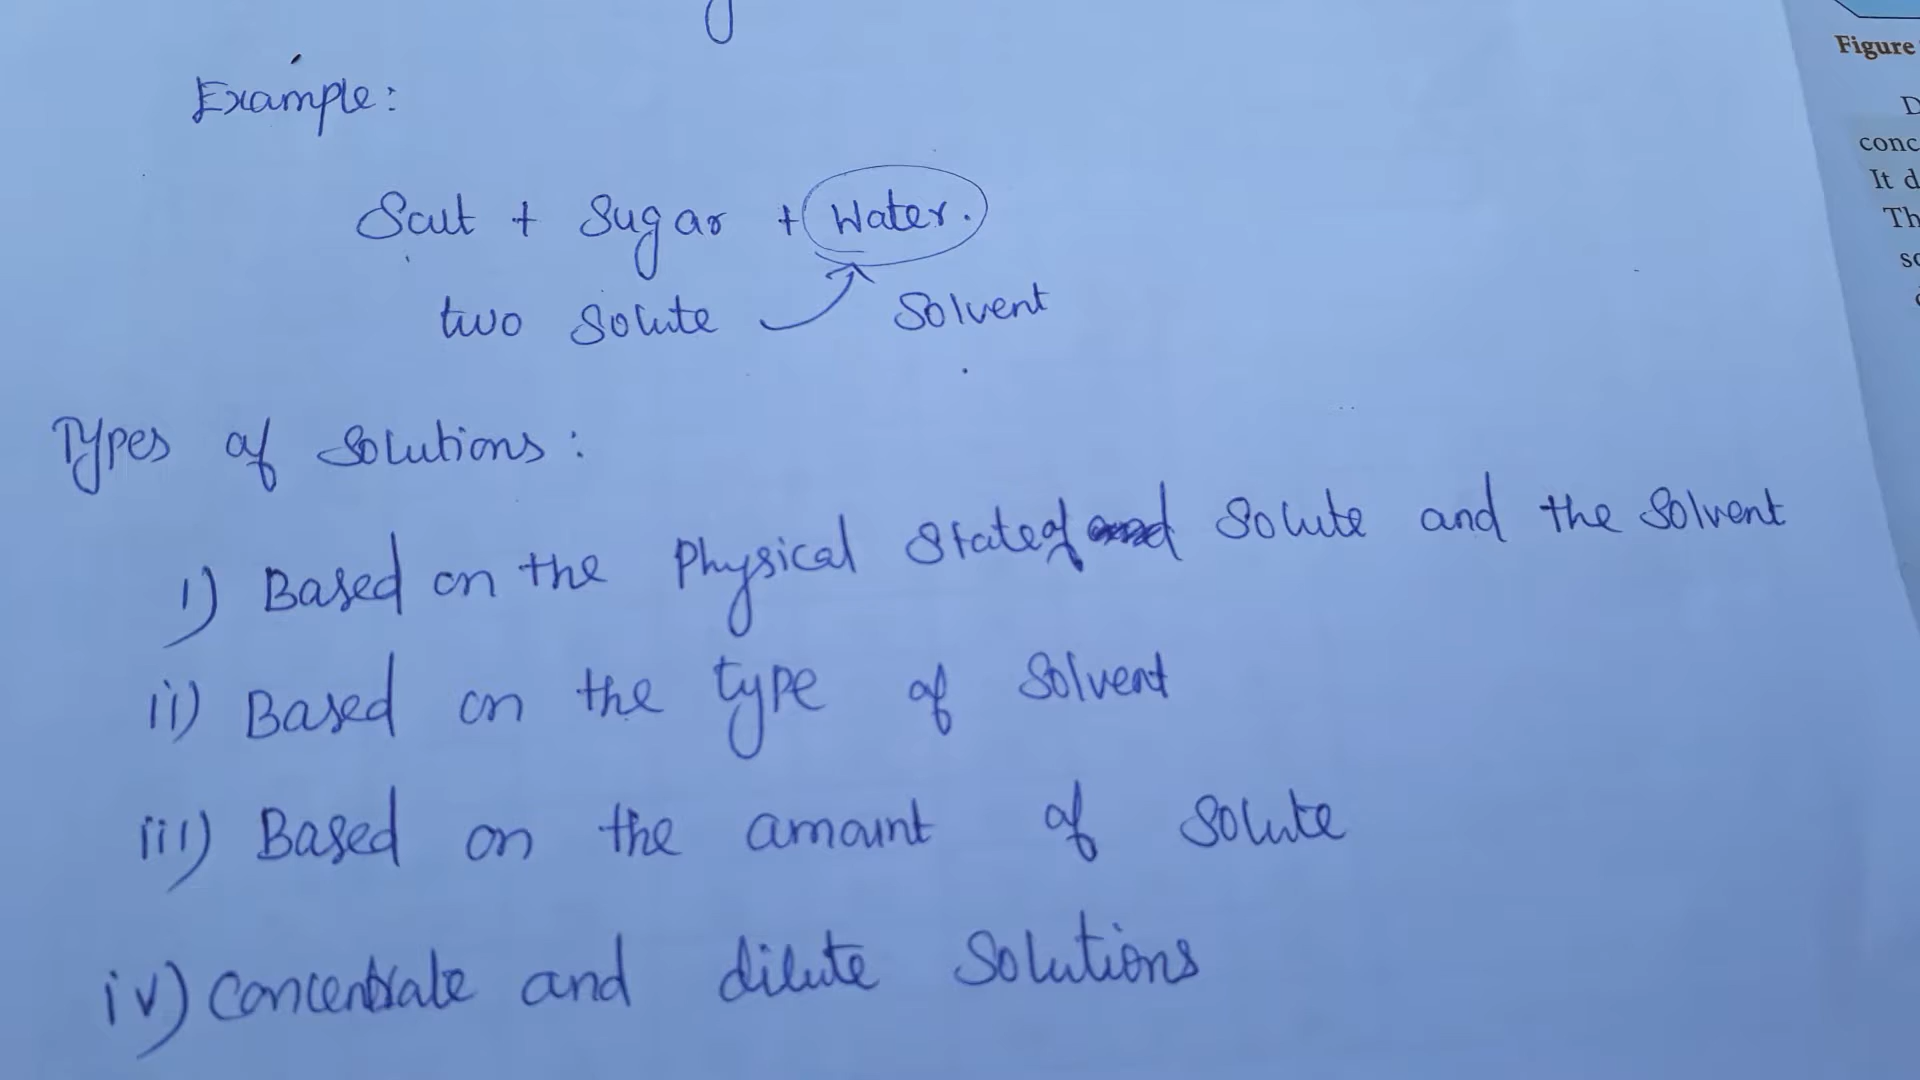 Example:
Salt + Sugar + Water.
two Solute Solvent
Types of Solutions:
i) Based on the Physical State of Solute and the Solvent
ii) Based on the type of Solvent
iii) Based on the amount of Solute
iv) Concentrate and dilute Solutions
Figure
conc
It d
Th